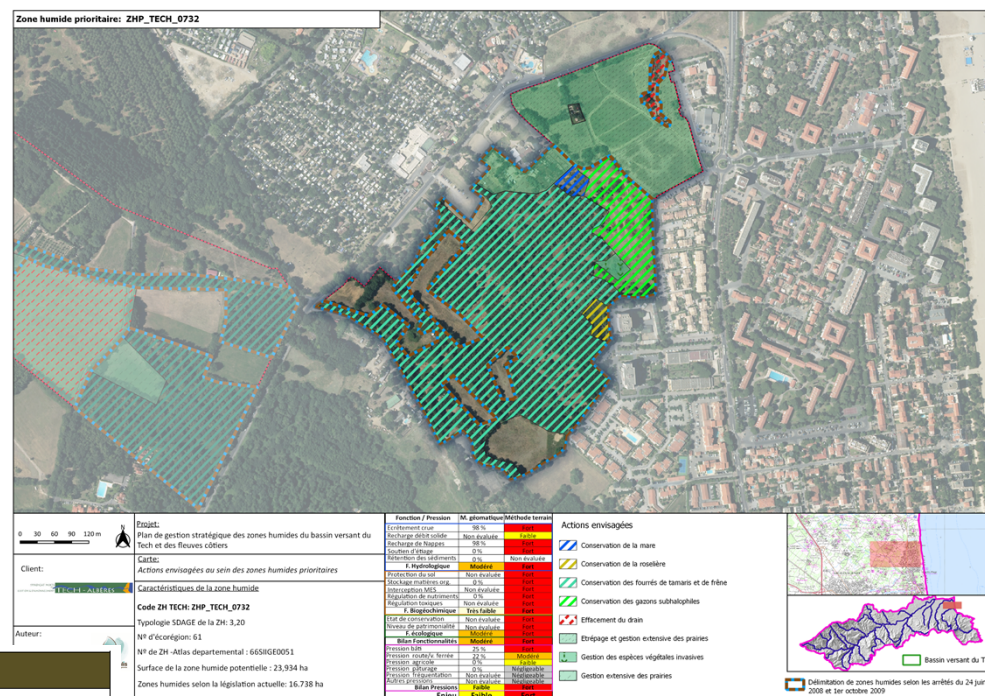 Zone humide prioritaire: ZHP_TECH_0732
0 30 60 90 120 m
N
Client:
TECH-ALBÈRES
Auteur:
Projet:
Plan de gestion stratégique des zones humides du bassin versant du
Tech et des fleuves côtiers
Carte:
Actions envisagées au sein des zones humides prioritaires
Caractéristiques de la zone humide
Code ZH TECH: ZHP_TECH_0732
Typologie SDAGE de la ZH: 3,20
Nº d'écorégion: 61
Nº de ZH -Atlas departemental : 66SIIGE0051
Surface de la zone humide potentielle : 23,934 ha
Zones humides selon la législation actuelle: 16.738 ha
Fonction / Pression M. géomatique Méthode terrain
Ecrêtement crue 98 % Fort
Recharge débit solide Non évaluée Faible
Recharge de Nappes 98 % Fort
Soutien d'étiage 0 % Fort
Rétention des sédiments 0 % Non évaluée
F. Hydrologique Modéré Fort
Protection du sol Non évaluée Fort
Stockage matières org. 0 % Fort
Interception MES Non évaluée Fort
Régulation de nutriments 0 % Fort
Régulation toxiques Non évaluée Fort
F. Biogéochimique Très faible Fort
Etat de conservation Non évaluée Fort
Niveau de patrimonialité Non évaluée Fort
F. écologique Modéré Fort
Bilan Fonctionnalités Modéré Fort
Pression bâti 25 % Fort
Pression route/v. ferrée 22 % Modéré
Pression agricole 0 % Faible
Pression pâturage 0 % Négligeable
Pression fréquentation Non évaluée Négligeable
Autres pressions Non évaluée Négligeable
Bilan Pressions Faible Fort
Enjeu Faible Fort
Actions envisagées
Conservation de la mare
Conservation de la roselière
Conservation des fourrés de tamaris et de frêne
Conservation des gazons subhalophiles
Effacement du drain
Etrépage et gestion extensive des prairies
Gestion des espèces végétales invasives
Gestion extensive des prairies
Bassin versant du T
Délimitation de zones humides selon les arrêtés du 24 juin
2008 et 1er octobre 2009